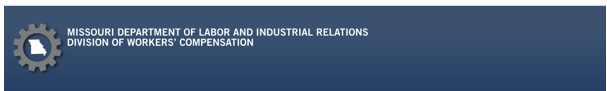 MISSOURI DEPARTMENT OF LABOR AND INDUSTRIAL RELATIONS
DIVISION OF WORKERS' COMPENSATION